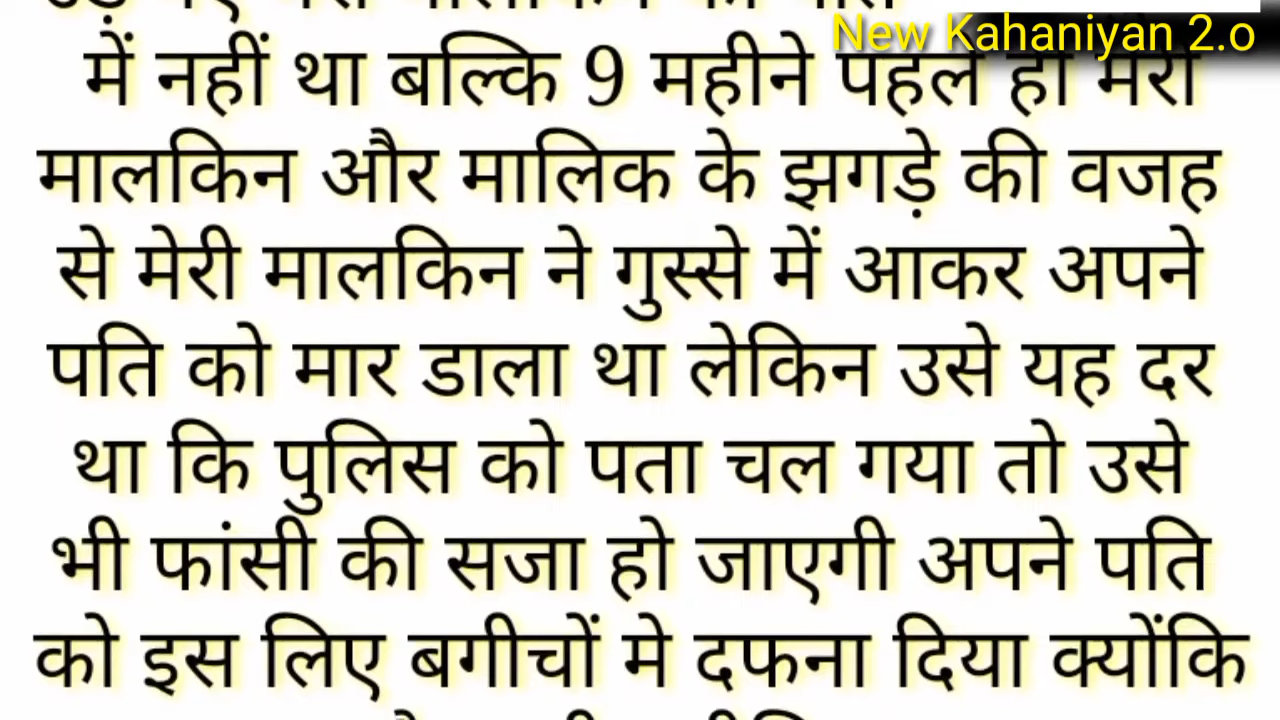 New Kahaniyan 2.o
में नहीं था बल्कि 9 महीने पहले ही मेरी
मालकिन और मालिक के झगड़े की वजह
से मेरी मालकिन ने गुस्से में आकर अपने
पति को मार डाला था लेकिन उसे यह दर
था कि पुलिस को पता चल गया तो उसे
भी फांसी की सजा हो जाएगी अपने पति
को इस लिए बगीचों मे दफना दिया क्योंकि